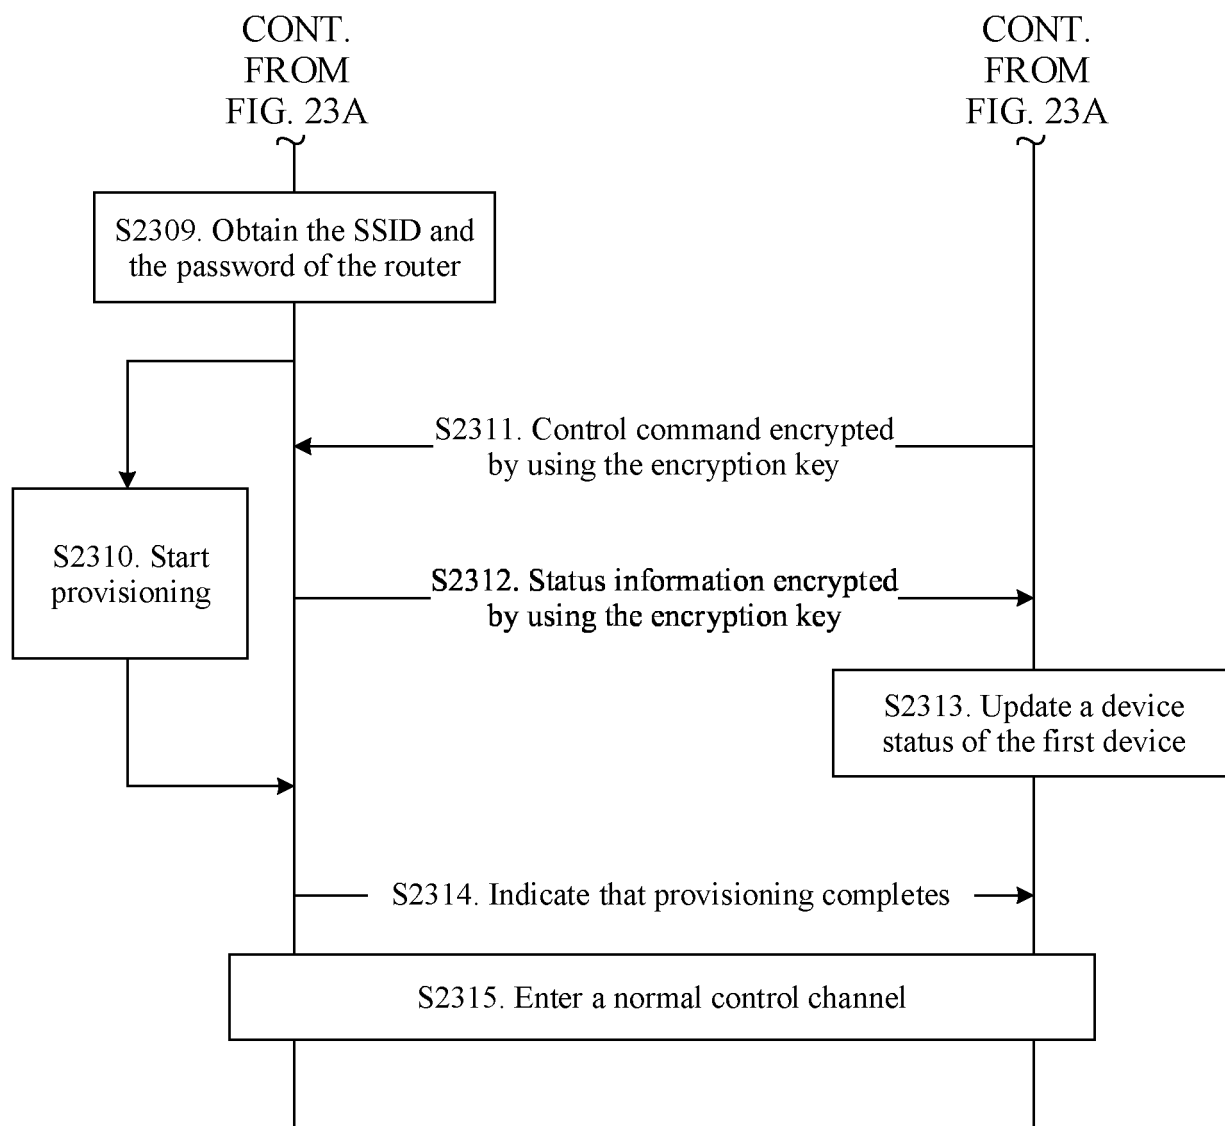 CONT.
FROM
FIG. 23A
CONT.
FROM
FIG. 23A
S2309. Obtain the SSID and
the password of the router
S2311. Control command encrypted
by using the encryption key
S2310. Start
provisioning
S2312. Status information encrypted
by using the encryption key
S2313. Update a device
status of the first device
S2314. Indicate that provisioning completes
S2315. Enter a normal control channel